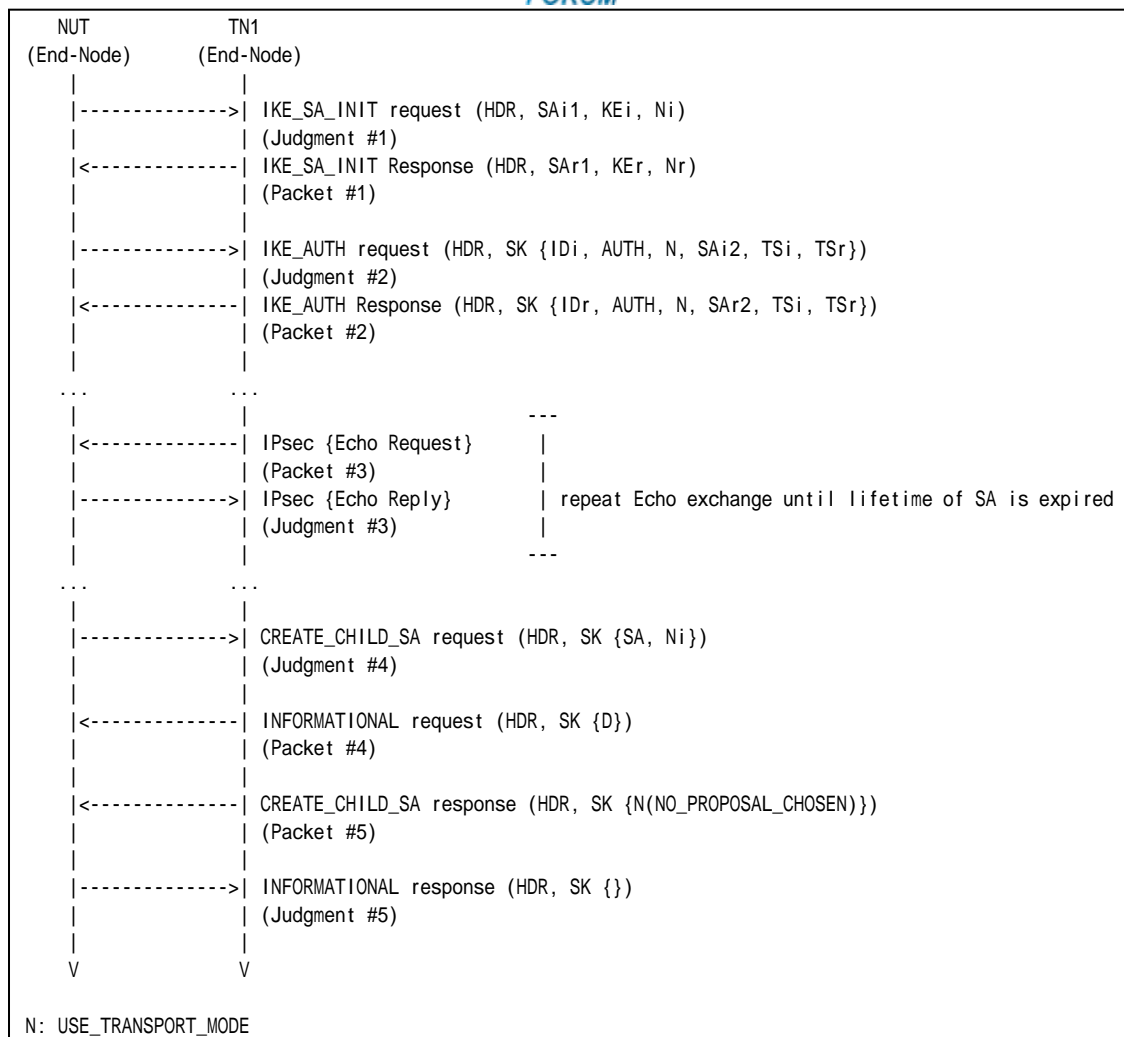 FORUM
NUT TN1
(End-Node) (End-Node)
| |
|-------------->| IKE_SA_INIT request (HDR, SAi1, KEi, Ni)
| | (Judgment #1)
|<--------------| IKE_SA_INIT Response (HDR, SAr1, KEr, Nr)
| | (Packet #1)
| |
|-------------->| IKE_AUTH request (HDR, SK {IDi, AUTH, N, SAi2, TSi, TSr})
| | (Judgment #2)
|<--------------| IKE_AUTH Response (HDR, SK {IDr, AUTH, N, SAr2, TSi, TSr})
| | (Packet #2)
| |
... ...
| | ---
|<--------------| IPsec {Echo Request} |
| | (Packet #3) |
|-------------->| IPsec {Echo Reply} | repeat Echo exchange until lifetime of SA is expired
| | (Judgment #3) |
| | ---
... ...
| |
|-------------->| CREATE_CHILD_SA request (HDR, SK {SA, Ni})
| | (Judgment #4)
| |
|<--------------| INFORMATIONAL request (HDR, SK {D})
| | (Packet #4)
| |
|<--------------| CREATE_CHILD_SA response (HDR, SK {N(NO_PROPOSAL_CHOSEN)})
| | (Packet #5)
| |
|-------------->| INFORMATIONAL response (HDR, SK {})
| | (Judgment #5)
| |
V V
N: USE_TRANSPORT_MODE